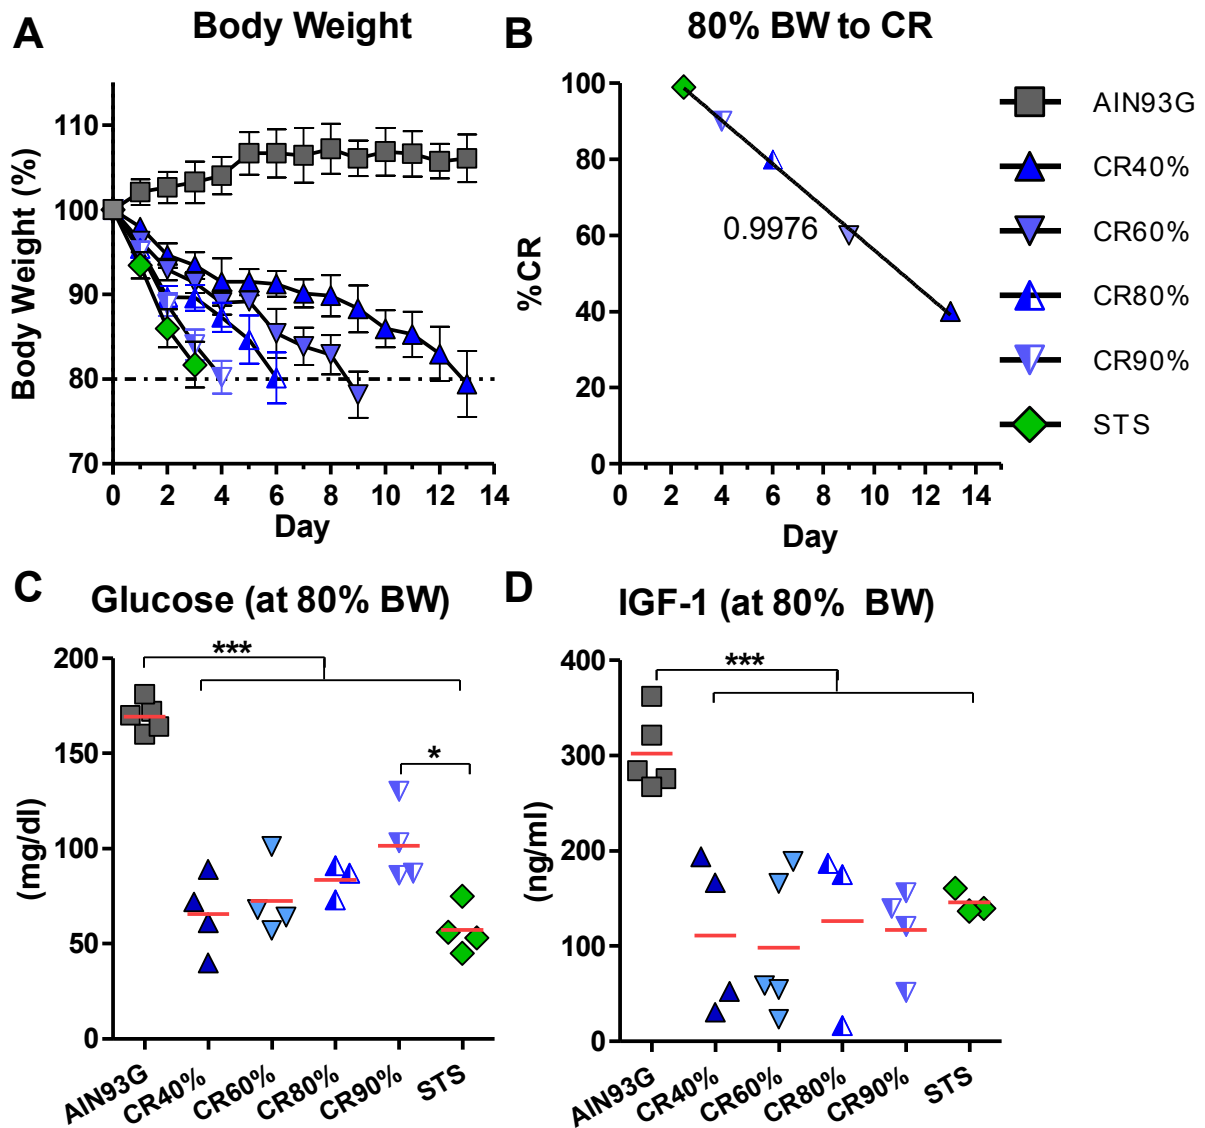 A
Body Weight
Body Weight (%)
110
100
90
80
70
0
2
4
6
8
10
12
14
Day
B
80% BW to CR
%CR
100
80
60
40
20
0
0.9976
0
2
4
6
8
10
12
14
Day
AIN93G
CR40%
CR60%
CR80%
CR90%
STS
C
Glucose (at 80% BW)
(mg/dl)
200
150
100
50
0
***
*
AIN93G
CR40%
CR60%
CR80%
CR90%
STS
D
IGF-1 (at 80%  BW)
(ng/ml)
400
300
200
100
0
***
AIN93G
CR40%
CR60%
CR80%
CR90%
STS